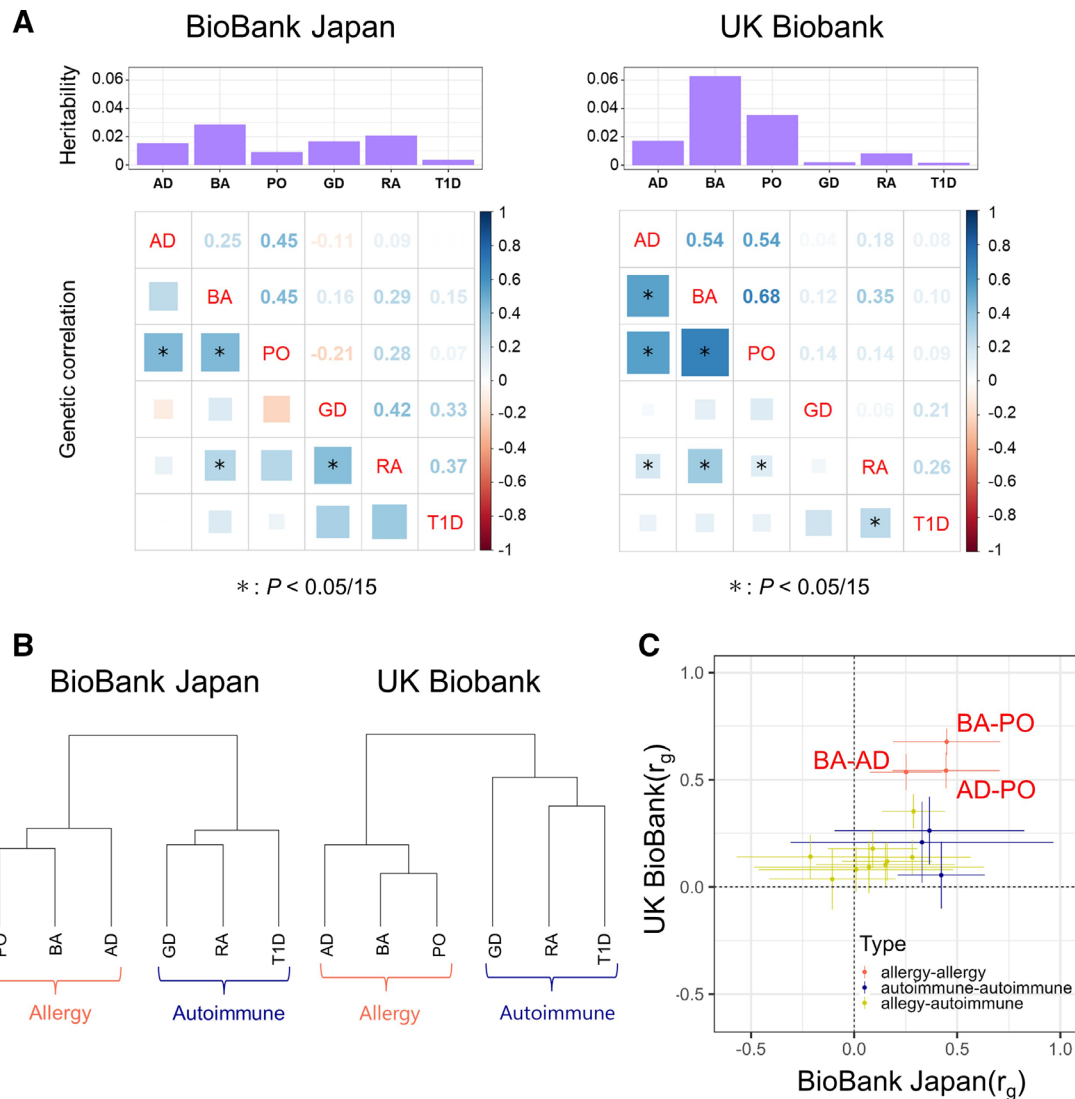 A
BioBank Japan
UK Biobank
Heritability
0.06
0.04
0.02
0
AD BA PO GD RA T1D
0.06
0.04
0.02
0
AD BA PO GD RA T1D
Genetic correlation
AD 0.25 0.45 -0.11 0.09
BA 0.45 0.16 0.29 0.15
* * PO -0.21 0.28 0.07
GD 0.42 0.33
* * RA 0.37
T1D
1
0.8
0.6
0.4
0.2
0
-0.2
-0.4
-0.6
-0.8
-1
* : P < 0.05/15
AD 0.54 0.54 0.04 0.18 0.08
* BA 0.68 0.12 0.35 0.10
* * PO 0.14 0.14 0.09
GD 0.06 0.21
* * * RA 0.26
* T1D
1
0.8
0.6
0.4
0.2
0
-0.2
-0.4
-0.6
-0.8
-1
* : P < 0.05/15
B
BioBank Japan
UK Biobank
PO BA AD GD RA T1D
Allergy
Autoimmune
AD BA PO GD RA T1D
Allergy
Autoimmune
C
UK BioBank(rg)
1.0
0.5
0.0
-0.5
BA-PO
BA-AD
AD-PO
Type
allergy-allergy
autoimmune-autoimmune
allegy-autoimmune
-0.5 0.0 0.5 1.0
BioBank Japan(rg)